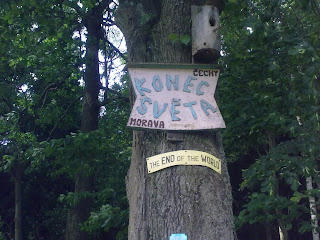 ČECHY
KONEC
SVĚTA
MORAVA
THE END OF THE WORLD